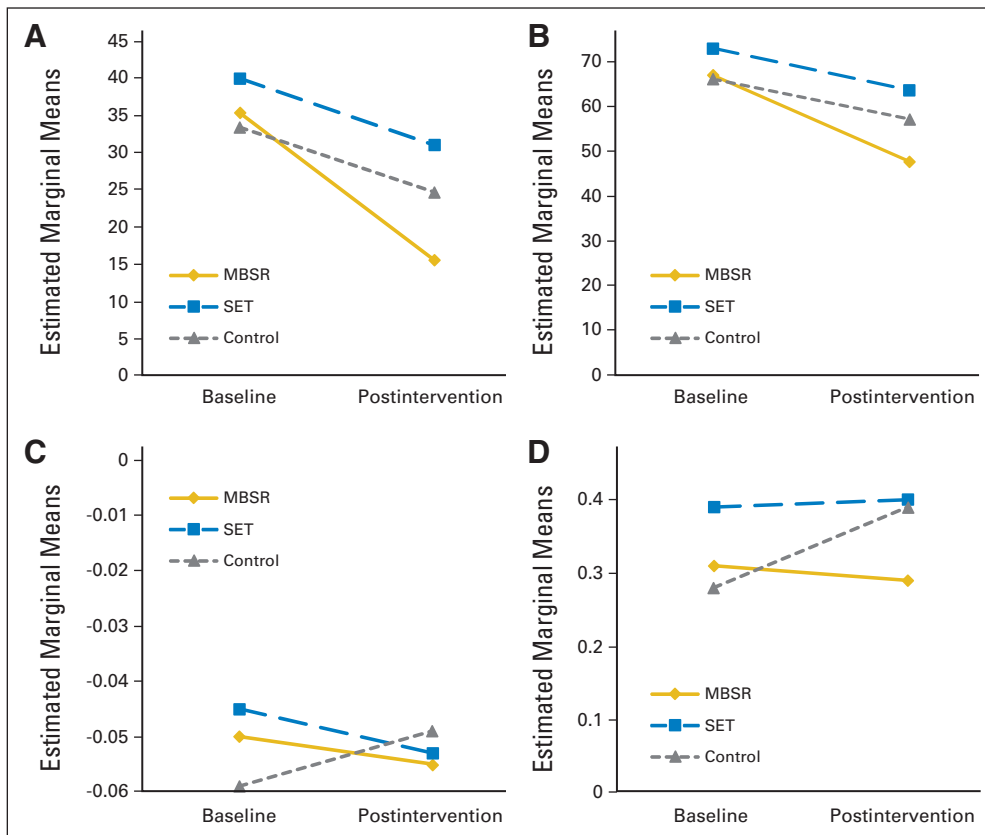 A
Estimated Marginal Means
45
40
35
30
25
20
15
10
5
0
MBSR
SET
Control
Baseline Postintervention
B
Estimated Marginal Means
70
60
50
40
30
20
10
0
MBSR
SET
Control
Baseline Postintervention
C
Estimated Marginal Means
0
-0.01
-0.02
-0.03
-0.04
-0.05
-0.06
MBSR
SET
Control
Baseline Postintervention
D
Estimated Marginal Means
0.4
0.3
0.2
0.1
0
MBSR
SET
Control
Baseline Postintervention